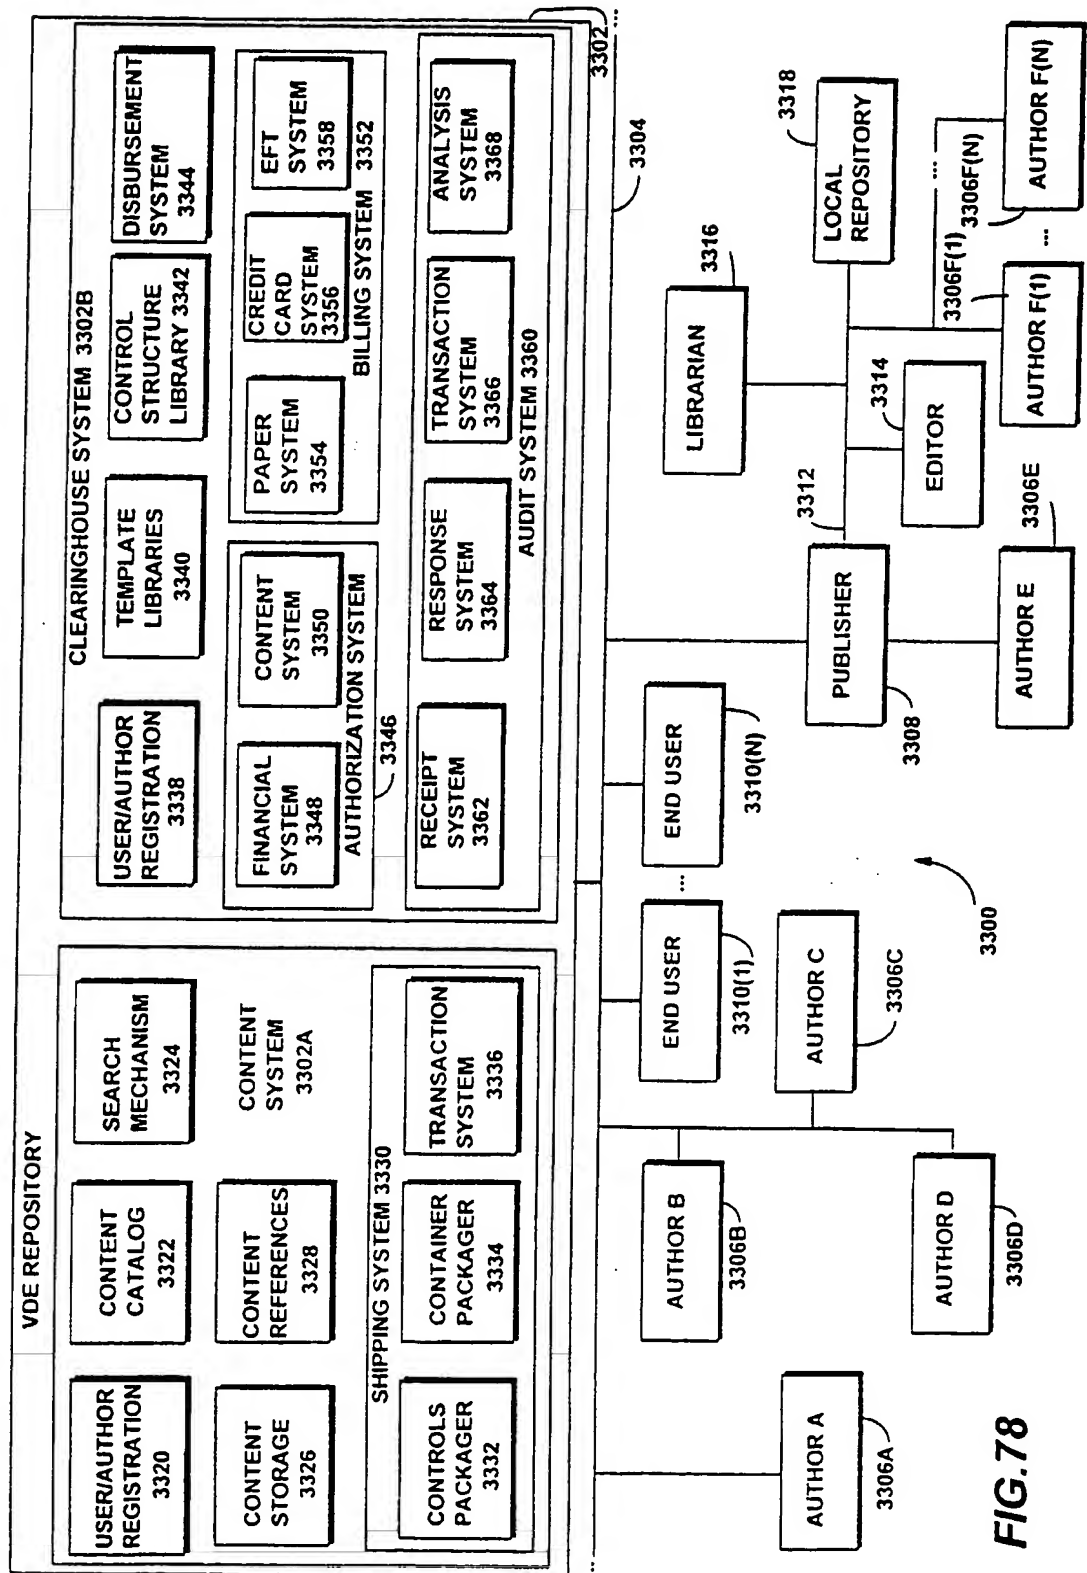 VDE REPOSITORY
USER/AUTHOR
REGISTRATION
3320
CONTENT
CATALOG
3322
SEARCH
MECHANISM
3324
CONTENT
STORAGE
3326
CONTENT
REFERENCES
3328
CONTENT
SYSTEM
3302A
SHIPPING SYSTEM 3330
CONTROLS
PACKAGER
3332
CONTAINER
PACKAGER
3334
TRANSACTION
SYSTEM
3336
CLEARINGHOUSE SYSTEM 3302B
USER/AUTHOR
REGISTRATION
3338
TEMPLATE
LIBRARIES
3340
CONTROL
STRUCTURE
LIBRARY 3342
DISBURSEMENT
SYSTEM
3344
FINANCIAL
SYSTEM
3348
CONTENT
SYSTEM
3350
AUTHORIZATION SYSTEM
3346
PAPER
SYSTEM
3354
CREDIT
CARD
SYSTEM
3356
EFT
SYSTEM
3358
BILLING SYSTEM 3352
RECEIPT
SYSTEM
3362
RESPONSE
SYSTEM
3364
TRANSACTION
SYSTEM
3366
ANALYSIS
SYSTEM
3368
AUDIT SYSTEM 3360
3302
...
...
3304
AUTHOR A
3306A
AUTHOR B
3306B
AUTHOR C
3306C
AUTHOR D
3306D
END USER
3310(1)
...
END USER
3310(N)
3300
PUBLISHER
3308
3312
AUTHOR E
3306E
EDITOR
3314
LIBRARIAN
3316
LOCAL
REPOSITORY
3318
AUTHOR F(1)
3306F(1)
...
...
AUTHOR F(N)
3306F(N)
FIG.78